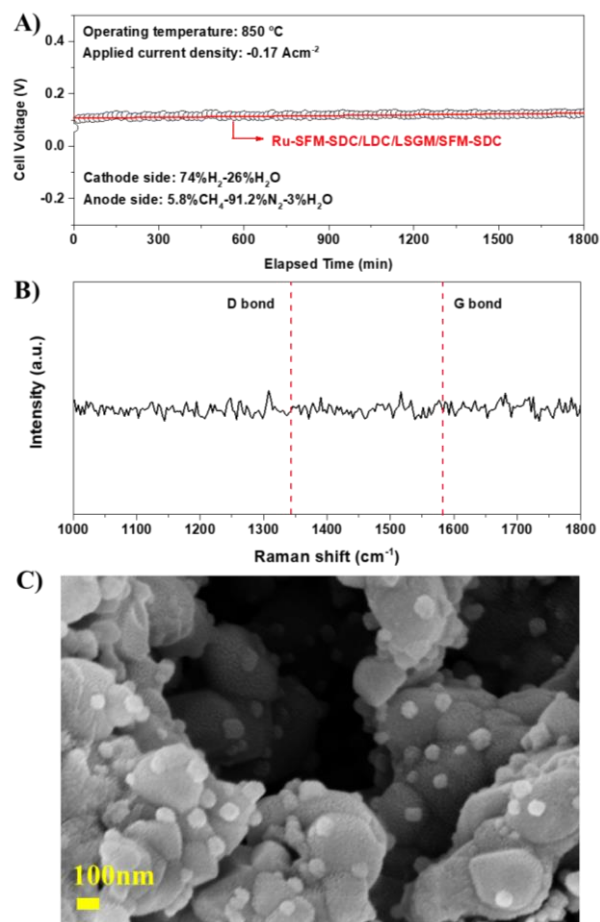 A)
Operating temperature: 850 °C
Applied current density: -0.17 Acm⁻²
Ru-SFM-SDC/LDC/LSGM/SFM-SDC
Cathode side: 74%H₂-26%H₂O
Anode side: 5.8%CH₄-91.2%N₂-3%H₂O
Cell Voltage (V)
0.4
0.2
0.0
-0.2
0 300 600 900 1200 1500 1800
Elapsed Time (min)
B)
D bond G bond
Intensity (a.u.)
1000 1100 1200 1300 1400 1500 1600 1700 1800
Raman shift (cm⁻¹)
C)
100nm